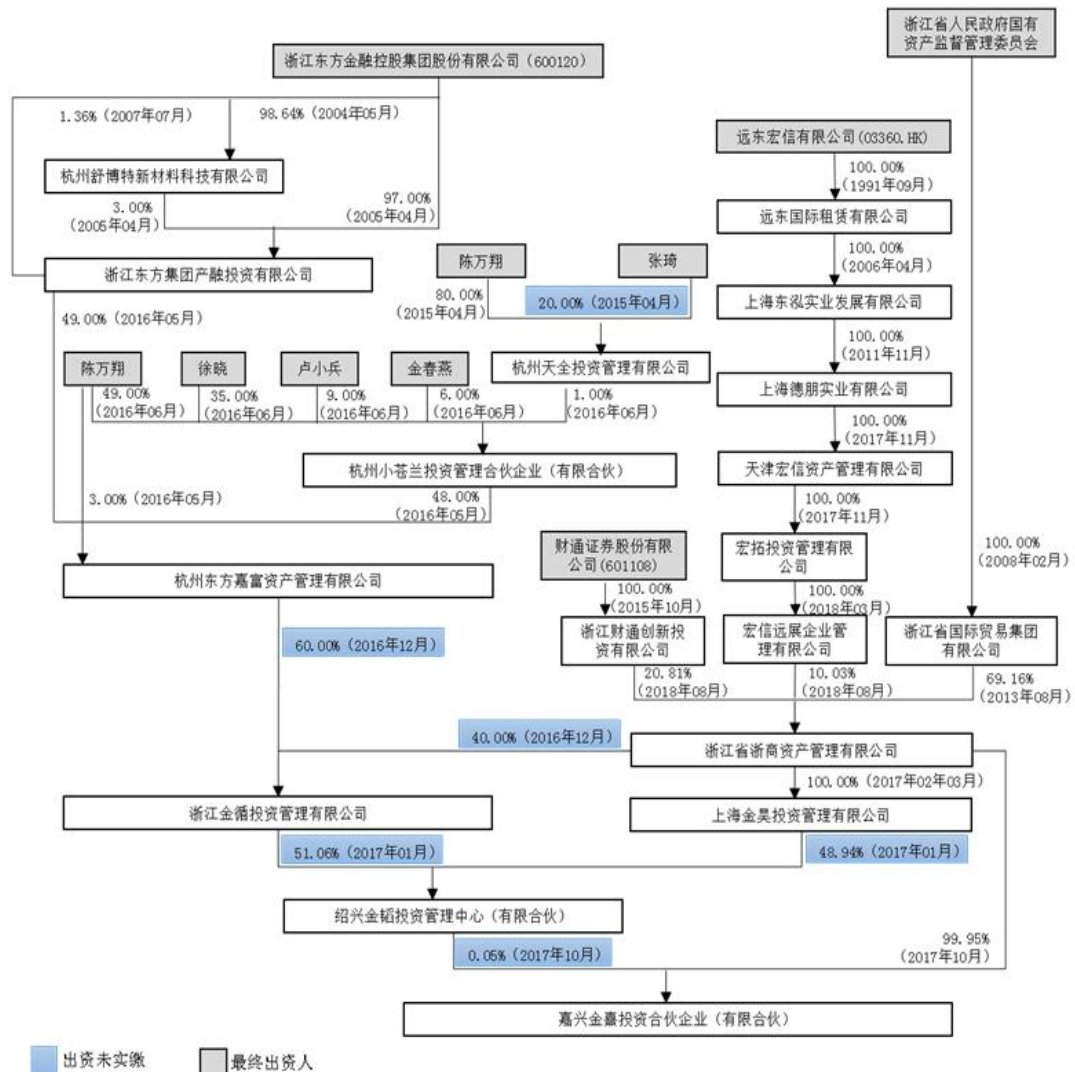 浙江省人民政府国有
资产监督管理委员会
浙江东方金融控股集团股份有限公司（600120）
1.36%（2007年07月）
98.64%（2004年05月）
远东宏信有限公司(03360.HK)
100.00%
（1991年09月）
杭州舒博特新材料科技有限公司
3.00%
（2005年04月）
97.00%
（2005年04月）
远东国际租赁有限公司
100.00%
（2006年04月）
浙江东方集团产融投资有限公司
陈万翔
张琦
80.00%
（2015年04月）
20.00%（2015年04月）
上海东泓实业发展有限公司
100.00%
（2011年11月）
49.00%（2016年05月）
陈万翔
徐晓
卢小兵
金春燕
杭州天全投资管理有限公司
49.00%
（2016年06月）
35.00%
（2016年06月）
9.00%
（2016年06月）
6.00%
（2016年06月）
1.00%
（2016年06月）
上海德朋实业有限公司
100.00%
（2017年11月）
杭州小苍兰投资管理合伙企业（有限合伙）
天津宏信资产管理有限公司
3.00%（2016年05月）
48.00%
（2016年05月）
100.00%
（2017年11月）
财通证券股份有限
公司(601108)
宏拓投资管理有限
公司
100.00%
（2008年02月）
杭州东方嘉富资产管理有限公司
100.00%
（2015年10月）
100.00%
（2018年03月）
60.00%（2016年12月）
浙江财通创新投
资有限公司
宏信远展企业管
理有限公司
浙江省国际贸易集团
有限公司
20.81%
（2018年08月）
10.03%
（2018年08月）
69.16%
（2013年08月）
40.00%（2016年12月）
浙江省浙商资产管理有限公司
100.00%（2017年02年03月）
浙江金循投资管理有限公司
上海金昊投资管理有限公司
51.06%（2017年01月）
48.94%（2017年01月）
绍兴金韬投资管理中心（有限合伙）
0.05%（2017年10月）
99.95%
（2017年10月）
嘉兴金熹投资合伙企业（有限合伙）
出资未实缴
最终出资人